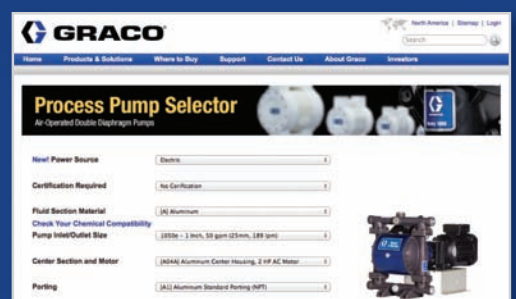 GRACO
North America | Sitemap | Login
Search
Home Products & Solutions Where to Buy Support Contact Us About Graco Investors
Process Pump Selector
Air-Operated Double Diaphragm Pumps
New! Power Source Electric
Certification Required No Certification
Fluid Section Material [A] Aluminum
Check Your Chemical Compatibility
Pump Inlet/Outlet Size 1050e - 1 Inch, 50 gpm (25mm, 189 lpm)
Center Section and Motor [A04A] Aluminum Center Housing, 2 HP AC Motor
Porting [A1] Aluminum Standard Porting (NPT)